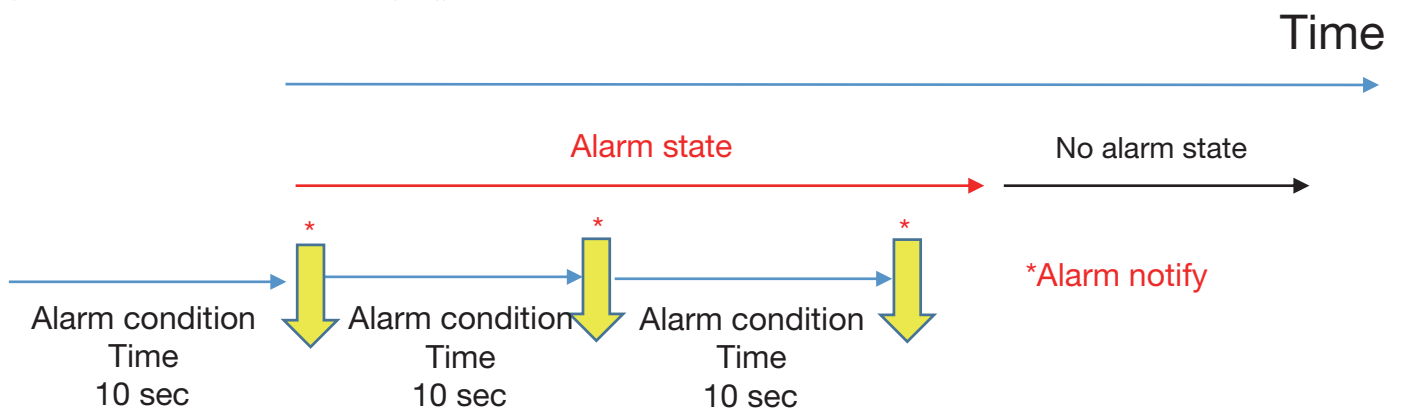 Time
Alarm state
No alarm state
* * *
*Alarm notify
Alarm condition
Time
10 sec
Alarm condition
Time
10 sec
Alarm condition
Time
10 sec